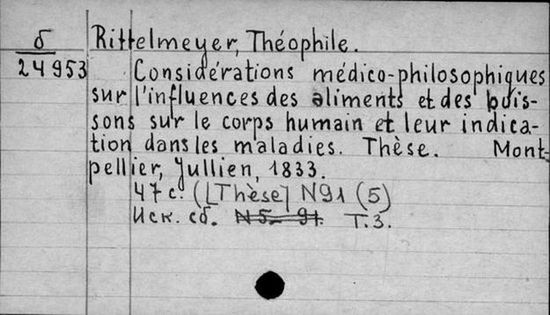 б
24953
Rittelmeyer, Théophile.
Considérations médico-philosophiques
sur l'influences des aliments et des bois-
sons sur le corps humain et leur indica-
tion dans les maladies. Thèse. Mont-
pellier, Jullien, 1833.
47 с. ([Thèse] N91 (5)
Иск. сб. N5-91. Т.3.